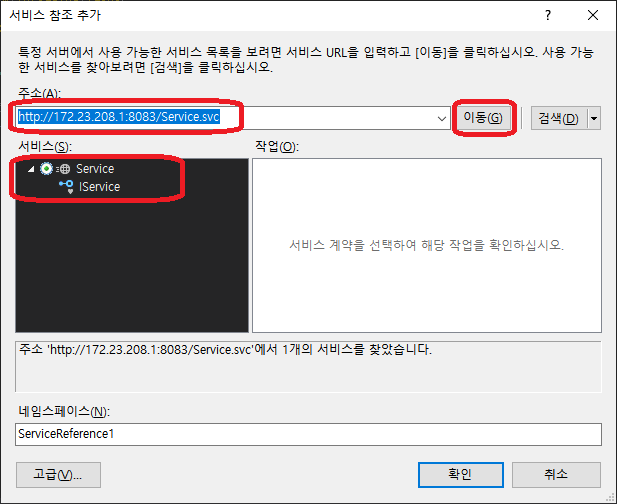 서비스 참조 추가
특정 서버에서 사용 가능한 서비스 목록을 보려면 서비스 URL을 입력하고 [이동]을 클릭하십시오. 사용 가능
한 서비스를 찾아보려면 [검색]을 클릭하십시오.
주소(A):
http://172.23.208.1:8083/Service.svc
이동(G)
검색(D)
서비스(S):
작업(O):
Service
IService
서비스 계약을 선택하여 해당 작업을 확인하십시오.
주소 'http://172.23.208.1:8083/Service.svc'에서 1개의 서비스를 찾았습니다.
네임스페이스(N):
ServiceReference1
고급(V)...
확인
취소